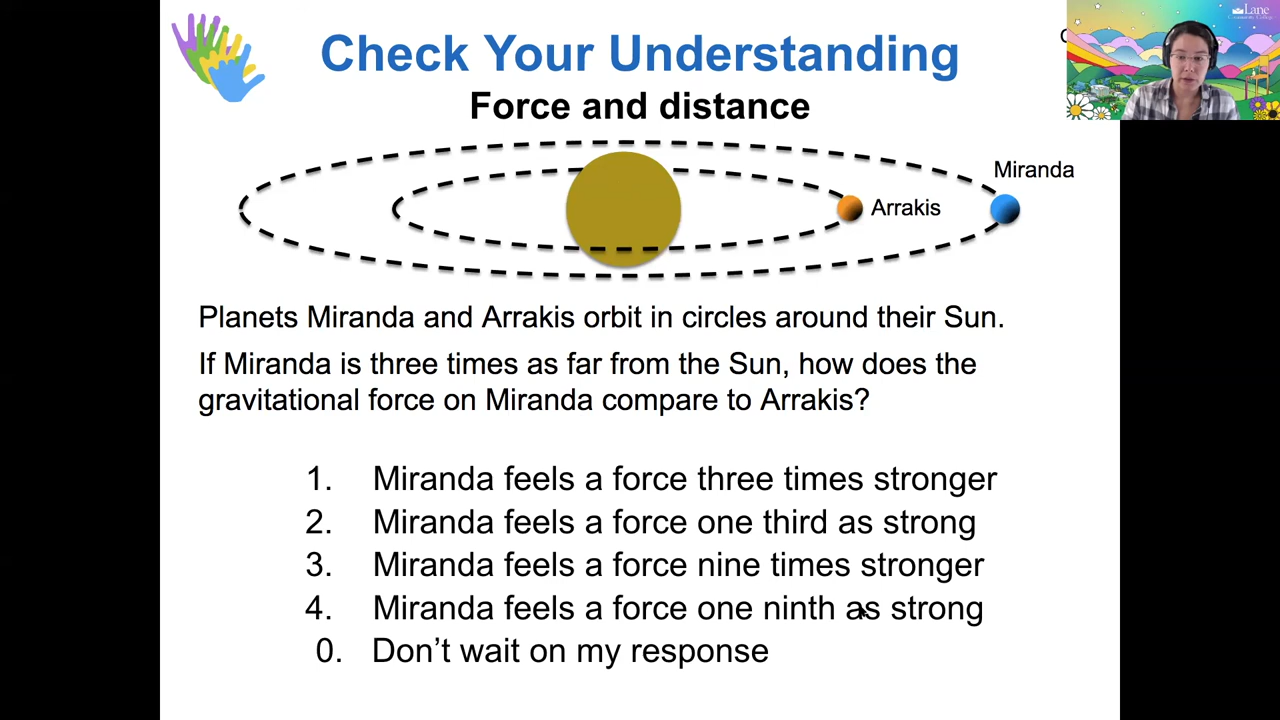 Check Your Understanding
Force and distance
Miranda
Arrakis
Planets Miranda and Arrakis orbit in circles around their Sun.
If Miranda is three times as far from the Sun, how does the
gravitational force on Miranda compare to Arrakis?
1. Miranda feels a force three times stronger
2. Miranda feels a force one third as strong
3. Miranda feels a force nine times stronger
4. Miranda feels a force one ninth as strong
0. Don’t wait on my response
Lane
Community College